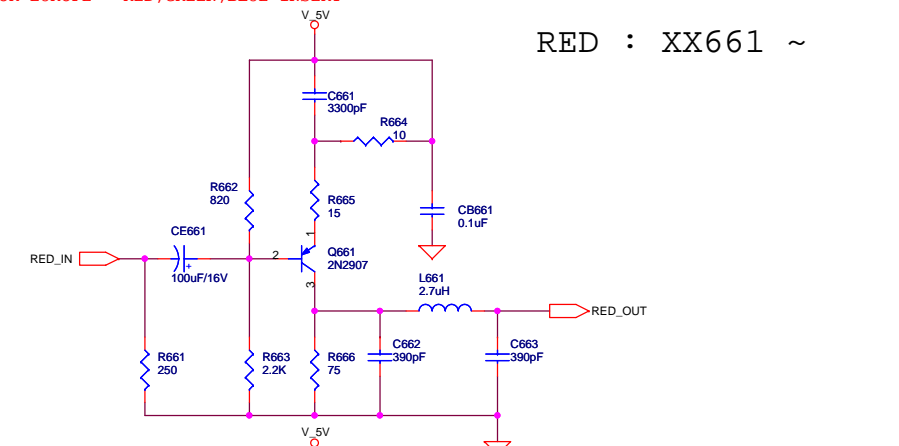 V_5V
RED : XX661 ~
C661
3300pF
R664
10
R662
820
R665
15
CB661
0.1uF
CE661
1
RED_IN
2
Q661
2N2907
+
100uF/16V
3
L661
2.7uH
RED_OUT
R661
250
R663
2.2K
R666
75
C662
390pF
C663
390pF
V_5V